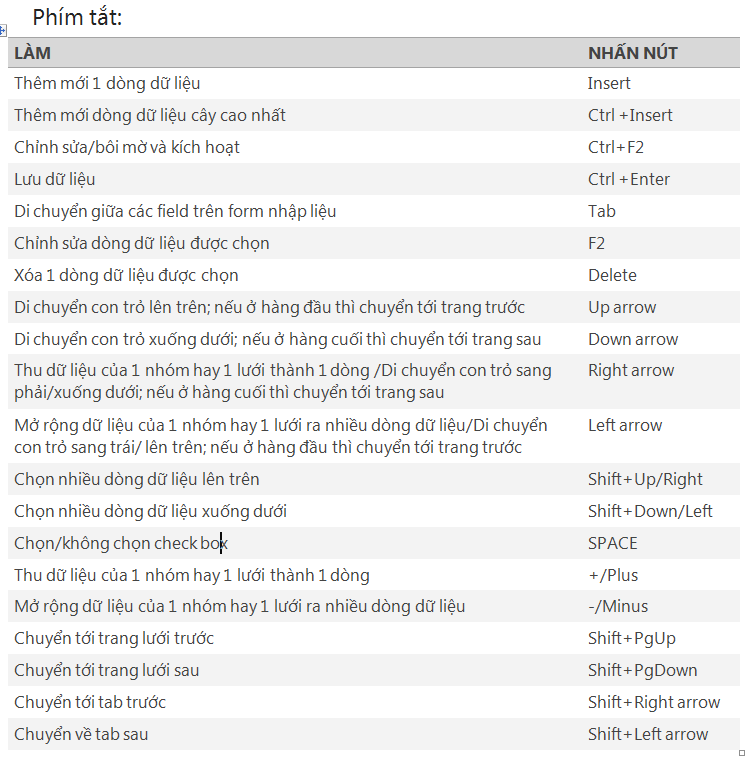 Phím tắt:
LÀM NHẤN NÚT
Thêm mới 1 dòng dữ liệu Insert
Thêm mới dòng dữ liệu cây cao nhất Ctrl +Insert
Chỉnh sửa/bôi mờ và kích hoạt Ctrl+F2
Lưu dữ liệu Ctrl +Enter
Di chuyển giữa các field trên form nhập liệu Tab
Chỉnh sửa dòng dữ liệu được chọn F2
Xóa 1 dòng dữ liệu được chọn Delete
Di chuyển con trỏ lên trên; nếu ở hàng đầu thì chuyển tới trang trước Up arrow
Di chuyển con trỏ xuống dưới; nếu ở hàng cuối thì chuyển tới trang sau Down arrow
Thu dữ liệu của 1 nhóm hay 1 lưới thành 1 dòng /Di chuyển con trỏ sang Right arrow
phải/xuống dưới; nếu ở hàng cuối thì chuyển tới trang sau
Mở rộng dữ liệu của 1 nhóm hay 1 lưới ra nhiều dòng dữ liệu/Di chuyển Left arrow
con trỏ sang trái/ lên trên; nếu ở hàng đầu thì chuyển tới trang trước
Chọn nhiều dòng dữ liệu lên trên Shift+Up/Right
Chọn nhiều dòng dữ liệu xuống dưới Shift+Down/Left
Chọn/không chọn check box SPACE
Thu dữ liệu của 1 nhóm hay 1 lưới thành 1 dòng +/Plus
Mở rộng dữ liệu của 1 nhóm hay 1 lưới ra nhiều dòng dữ liệu -/Minus
Chuyển tới trang lưới trước Shift+PgUp
Chuyển tới trang lưới sau Shift+PgDown
Chuyển tới tab trước Shift+Right arrow
Chuyển về tab sau Shift+Left arrow